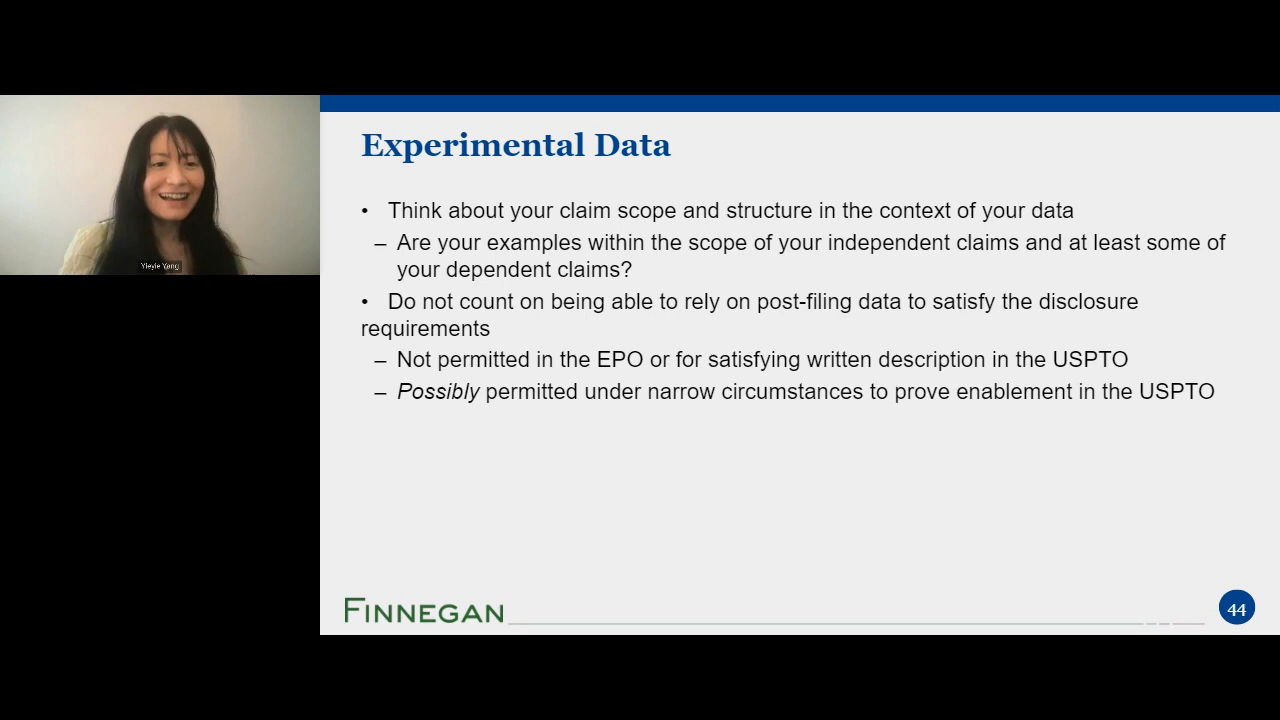 Experimental Data
• Think about your claim scope and structure in the context of your data
– Are your examples within the scope of your independent claims and at least some of
your dependent claims?
• Do not count on being able to rely on post-filing data to satisfy the disclosure
requirements
– Not permitted in the EPO or for satisfying written description in the USPTO
– Possibly permitted under narrow circumstances to prove enablement in the USPTO
Yieyie Yang
FINNEGAN
44